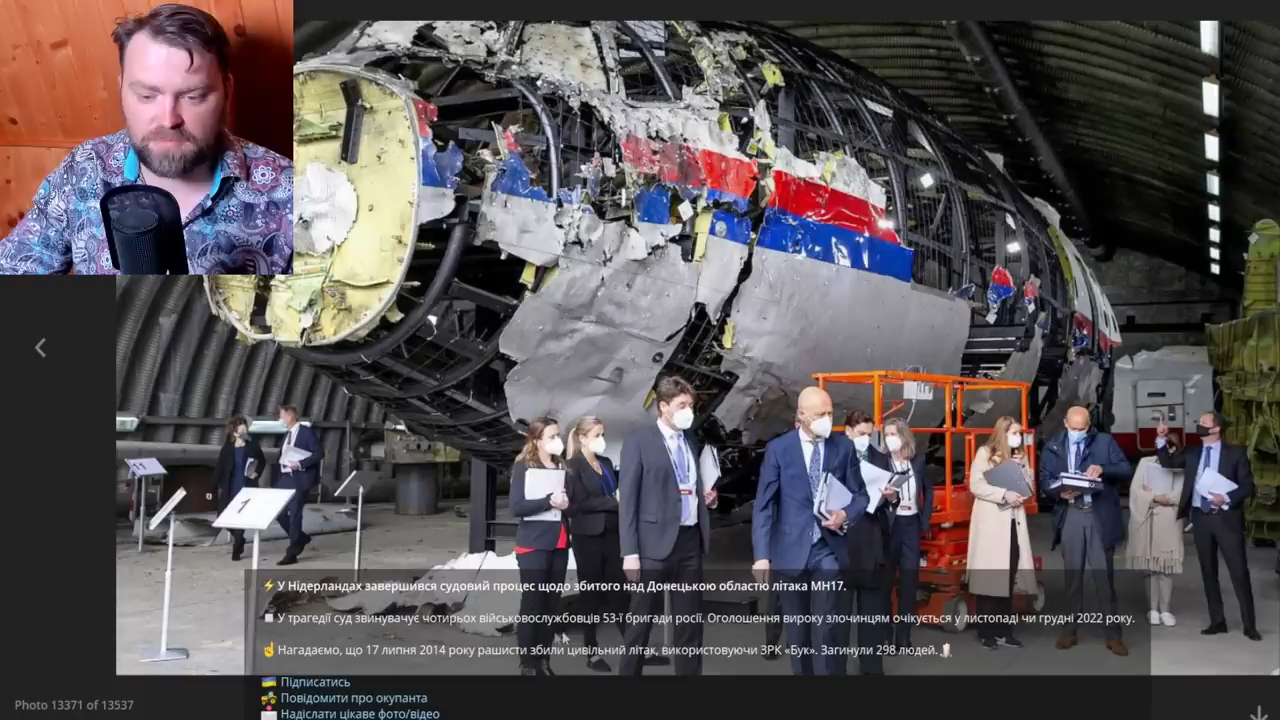 11
1
⚡У Нідерландах завершився судовий процес щодо збитого над Донецькою областю літака МН17.
◽У трагедії суд звинувачує чотирьох військовослужбовців 53-ї бригади росії. Оголошення вироку злочинцям очікується у листопаді чи грудні 2022 року.
☝️Нагадаємо, що 17 липня 2014 року рашисти збили цивільний літак, використовуючи ЗРК «Бук». Загинули 298 людей.🕯️
🇺🇦 Підписатись
🚜 Повідомити про окупанта
📩 Надіслати цікаве фото/відео
Photo 13371 of 13537